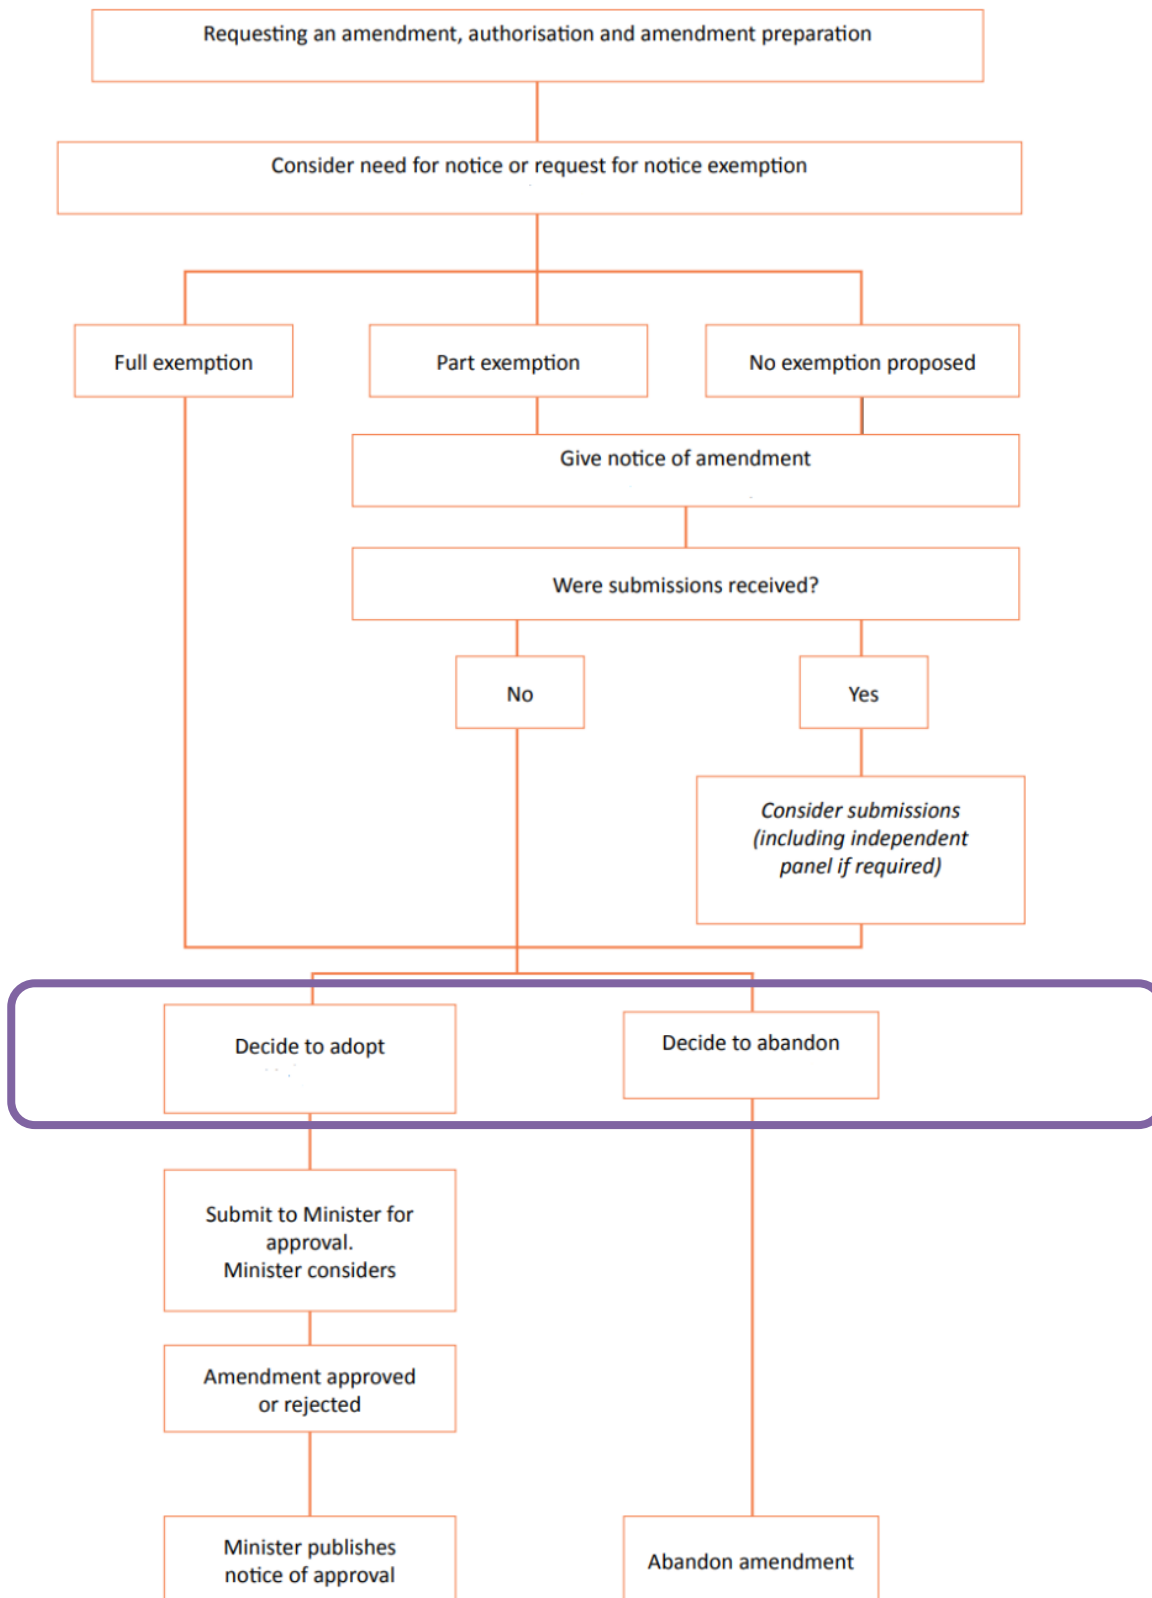 Requesting an amendment, authorisation and amendment preparation
Consider need for notice or request for notice exemption
Full exemption
Part exemption
No exemption proposed
Give notice of amendment
Were submissions received?
No
Yes
Consider submissions
(including independent
panel if required)
Decide to adopt
Decide to abandon
Submit to Minister for
approval.
Minister considers
Amendment approved
or rejected
Minister publishes
notice of approval
Abandon amendment